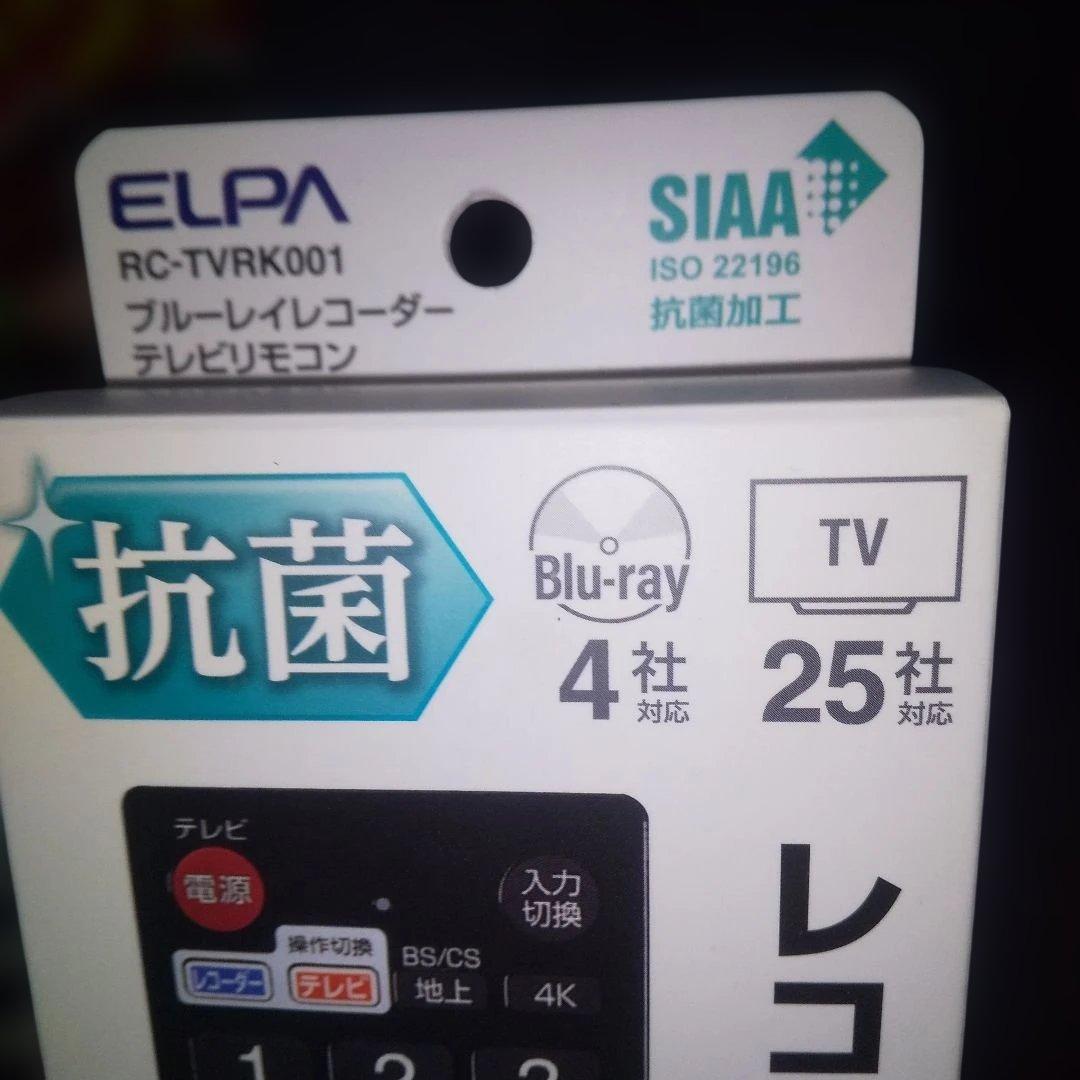 ELPA
RC-TVRK001
ブルーレイレコーダー
テレビリモコン
SIAA
ISO 22196
抗菌加工
抗菌
Blu-ray
4社
対応
TV
25社
対応
テレビ
電源
入力
切換
操作切換
レコーダー
テレビ
BS/CS
地上
4K
1
2
レコ